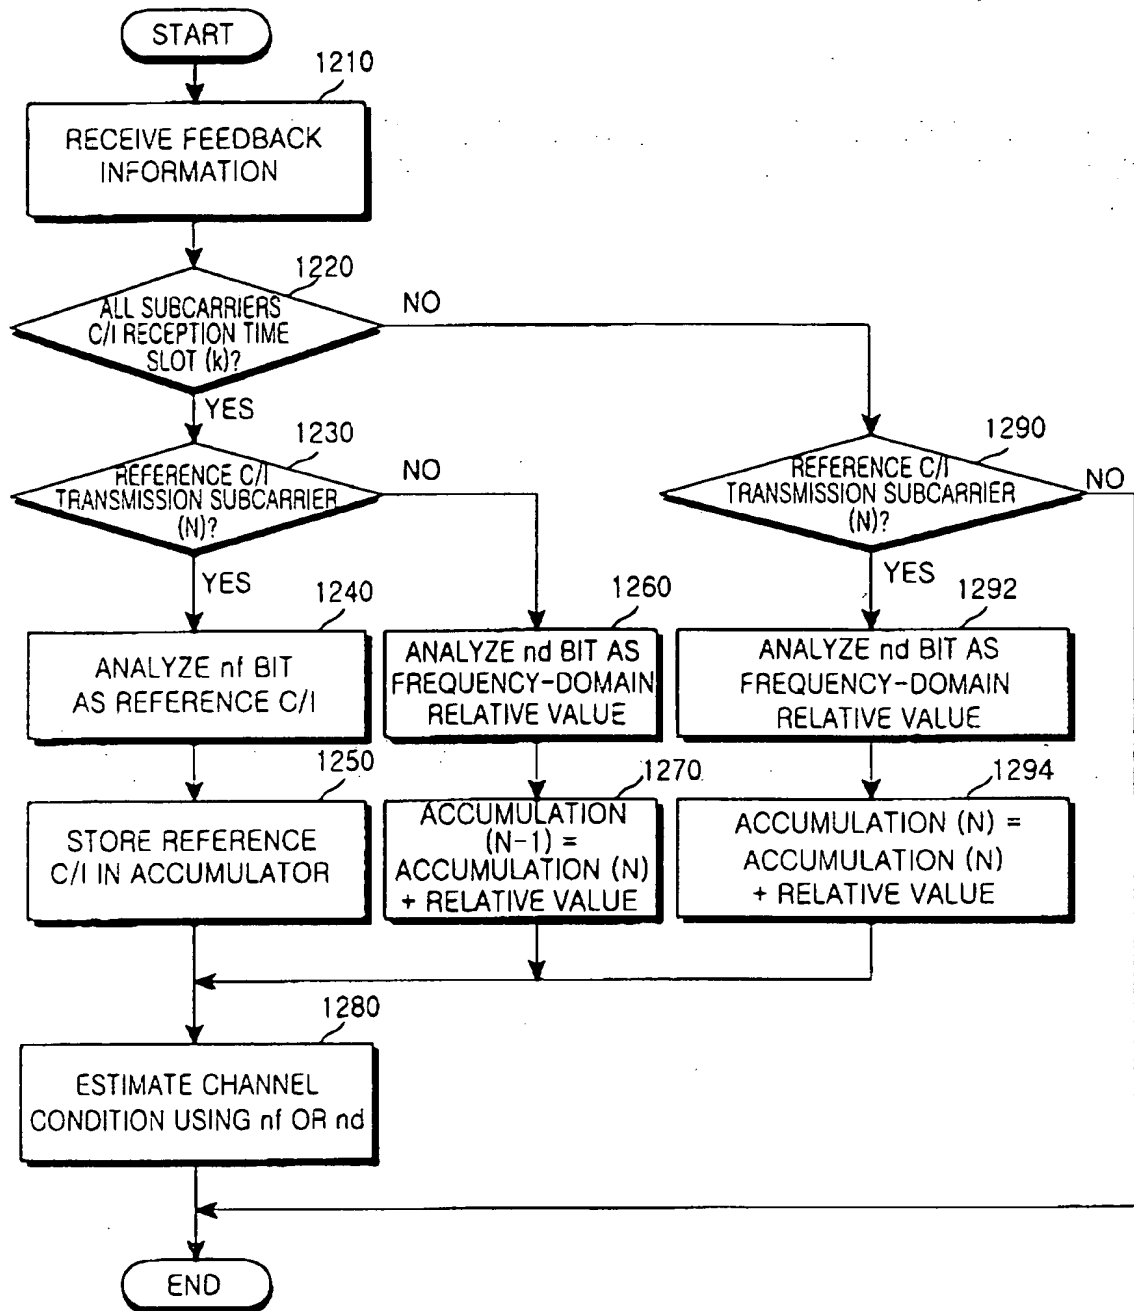 START
1210
RECEIVE FEEDBACK
INFORMATION
1220
ALL SUBCARRIERS
C/I RECEPTION TIME
SLOT (k)?
NO
YES
1230
REFERENCE C/I
TRANSMISSION SUBCARRIER
(N)?
NO
YES
1290
REFERENCE C/I
TRANSMISSION SUBCARRIER
(N)?
NO
YES
1240
ANALYZE nf BIT
AS REFERENCE C/I
1260
ANALYZE nd BIT AS
FREQUENCY-DOMAIN
RELATIVE VALUE
1292
ANALYZE nd BIT AS
FREQUENCY-DOMAIN
RELATIVE VALUE
1250
STORE REFERENCE
C/I IN ACCUMULATOR
1270
ACCUMULATION
(N-1) =
ACCUMULATION (N)
+ RELATIVE VALUE
1294
ACCUMULATION (N) =
ACCUMULATION (N)
+ RELATIVE VALUE
1280
ESTIMATE CHANNEL
CONDITION USING nf OR nd
END